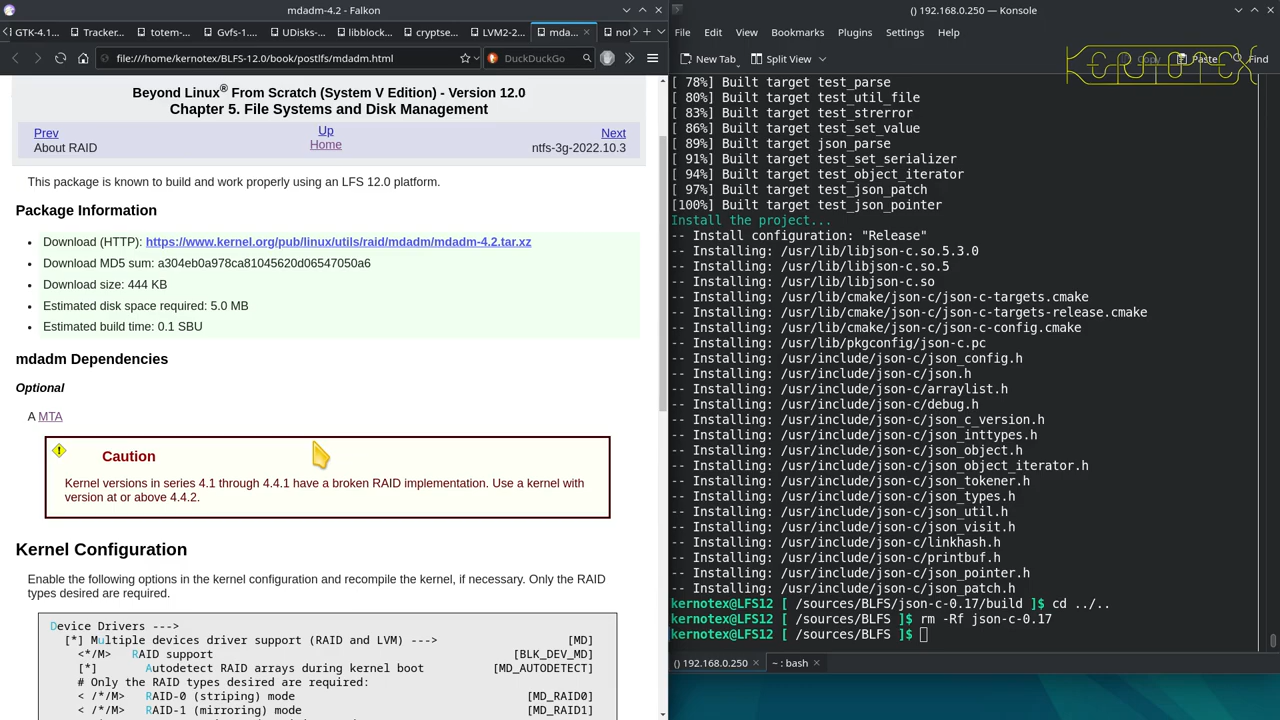 mdadm-4.2 - Falkon
GTK-4.1... Tracker... totem-... Gvfs-1.... UDisks-... libblock... cryptse... LVM2-2... mda... no
file:///home/kernotex/BLFS-12.0/book/postlfs/mdadm.html DuckDuckGo
Beyond Linux® From Scratch (System V Edition) - Version 12.0
Chapter 5. File Systems and Disk Management
Prev Up Next
About RAID Home ntfs-3g-2022.10.3
This package is known to build and work properly using an LFS 12.0 platform.
Package Information
• Download (HTTP): https://www.kernel.org/pub/linux/utils/raid/mdadm/mdadm-4.2.tar.xz
• Download MD5 sum: a304eb0a978ca81045620d06547050a6
• Download size: 444 KB
• Estimated disk space required: 5.0 MB
• Estimated build time: 0.1 SBU
mdadm Dependencies
Optional
A MTA
Caution
Kernel versions in series 4.1 through 4.4.1 have a broken RAID implementation. Use a kernel with
version at or above 4.4.2.
Kernel Configuration
Enable the following options in the kernel configuration and recompile the kernel, if necessary. Only the RAID
types desired are required.
Device Drivers --->
[*] Multiple devices driver support (RAID and LVM) ---> [MD]
<*/M> RAID support [BLK_DEV_MD]
[*] Autodetect RAID arrays during kernel boot [MD_AUTODETECT]
# Only the RAID types desired are required:
< /*/M> RAID-0 (striping) mode [MD_RAID0]
< /*/M> RAID-1 (mirroring) mode [MD_RAID1]
() 192.168.0.250 — Konsole
File Edit View Bookmarks Plugins Settings Help
New Tab Split View Copy Paste Find
kernotex
[ 78%] Built target test_parse
[ 80%] Built target test_util_file
[ 83%] Built target test_strerror
[ 86%] Built target test_set_value
[ 89%] Built target json_parse
[ 91%] Built target test_set_serializer
[ 94%] Built target test_object_iterator
[ 97%] Built target test_json_patch
[100%] Built target test_json_pointer
Install the project...
-- Install configuration: "Release"
-- Installing: /usr/lib/libjson-c.so.5.3.0
-- Installing: /usr/lib/libjson-c.so.5
-- Installing: /usr/lib/libjson-c.so
-- Installing: /usr/lib/cmake/json-c/json-c-targets.cmake
-- Installing: /usr/lib/cmake/json-c/json-c-targets-release.cmake
-- Installing: /usr/lib/cmake/json-c/json-c-config.cmake
-- Installing: /usr/lib/pkgconfig/json-c.pc
-- Installing: /usr/include/json-c/json_config.h
-- Installing: /usr/include/json-c/json.h
-- Installing: /usr/include/json-c/arraylist.h
-- Installing: /usr/include/json-c/debug.h
-- Installing: /usr/include/json-c/json_c_version.h
-- Installing: /usr/include/json-c/json_inttypes.h
-- Installing: /usr/include/json-c/json_object.h
-- Installing: /usr/include/json-c/json_object_iterator.h
-- Installing: /usr/include/json-c/json_tokener.h
-- Installing: /usr/include/json-c/json_types.h
-- Installing: /usr/include/json-c/json_util.h
-- Installing: /usr/include/json-c/json_visit.h
-- Installing: /usr/include/json-c/linkhash.h
-- Installing: /usr/include/json-c/printbuf.h
-- Installing: /usr/include/json-c/json_pointer.h
-- Installing: /usr/include/json-c/json_patch.h
kernotex@LFS12 [ /sources/BLFS/json-c-0.17/build ]$ cd ../..
kernotex@LFS12 [ /sources/BLFS ]$ rm -Rf json-c-0.17
kernotex@LFS12 [ /sources/BLFS ]$
() 192.168.0.250 ~ : bash